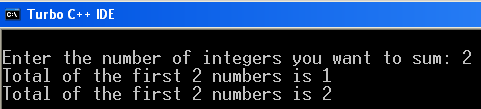 Turbo C++ IDE
Enter the number of integers you want to sum: 2
Total of the first 2 numbers is 1
Total of the first 2 numbers is 2